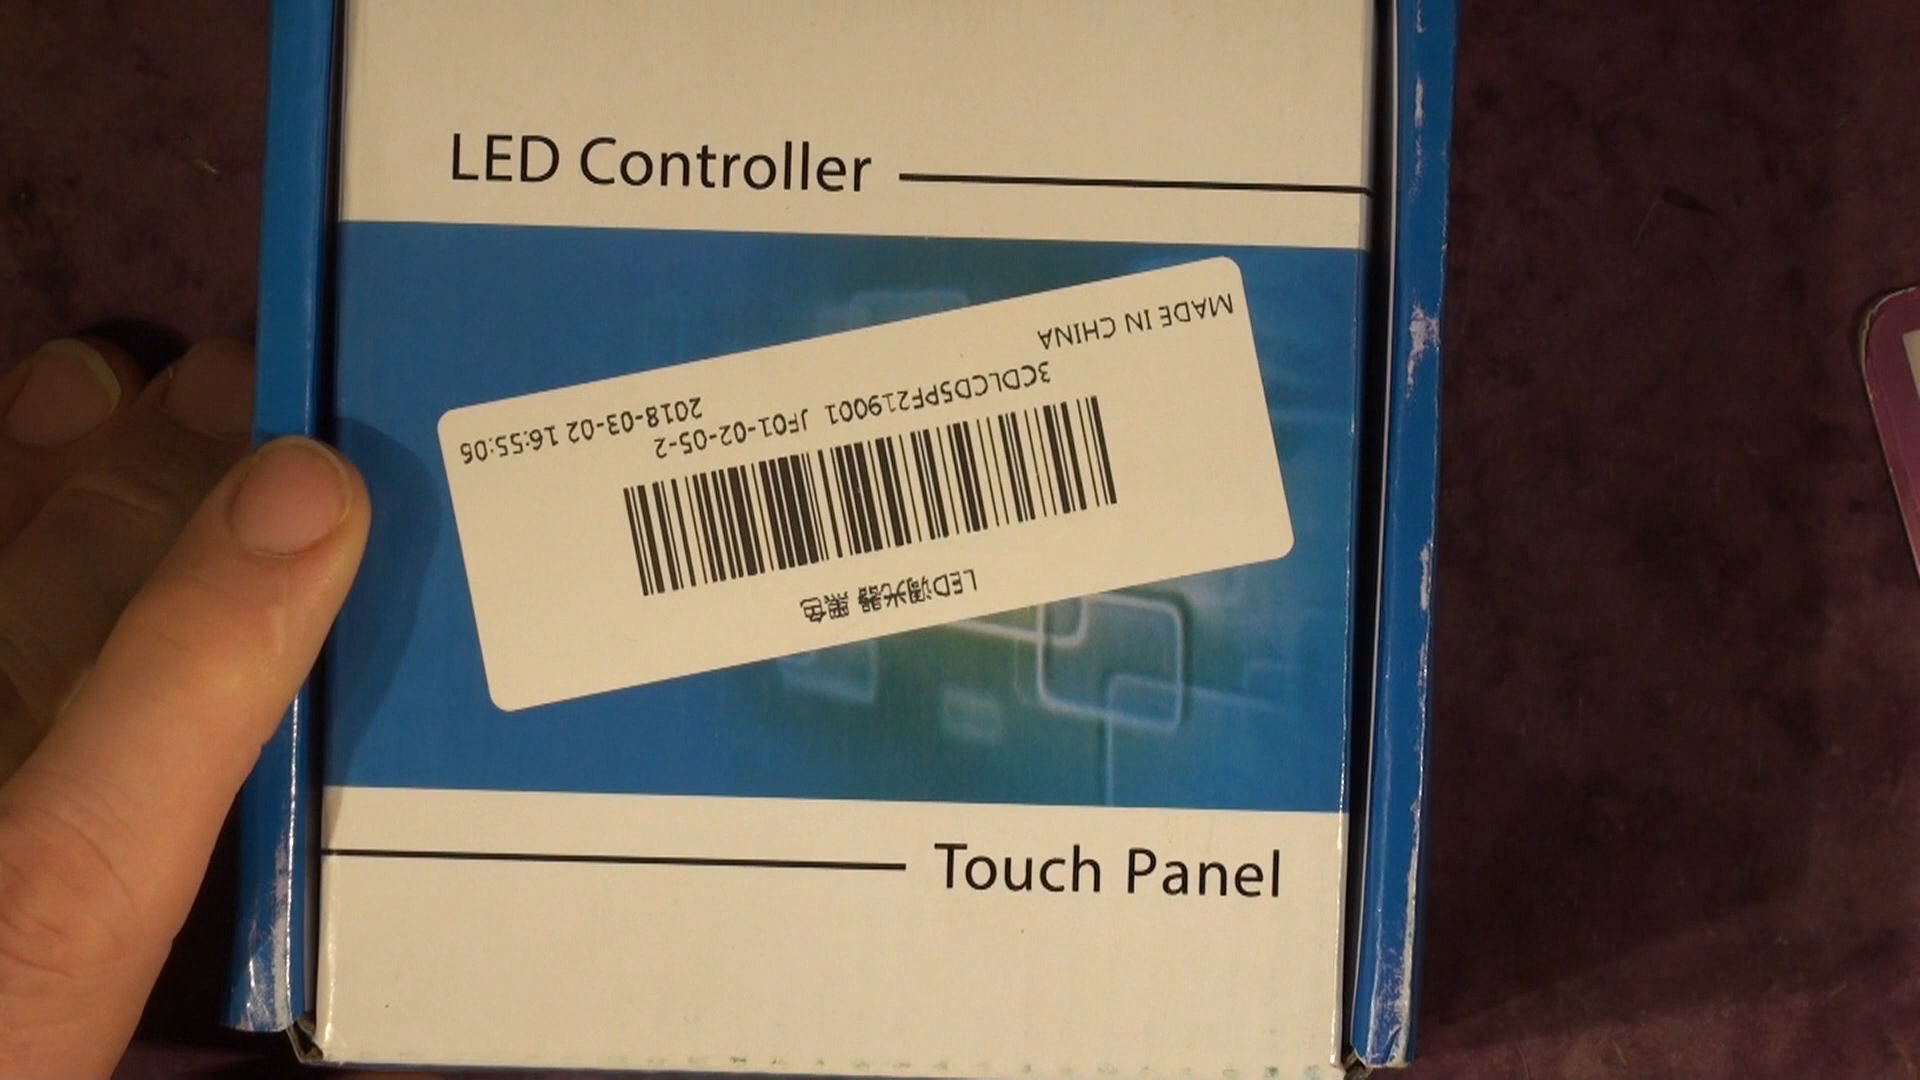 LED Controller
LED调光器 黑色
3CDLCD5PF219001 JF01-02-05-2
2018-03-02 16:55:06
MADE IN CHINA
Touch Panel